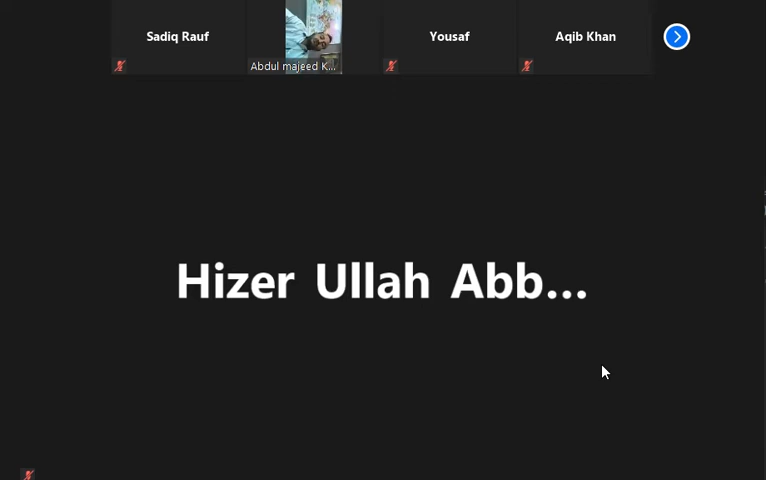 Sadiq Rauf
Abdul majeed K...
Yousaf
Aqib Khan
Hizer Ullah Abb...